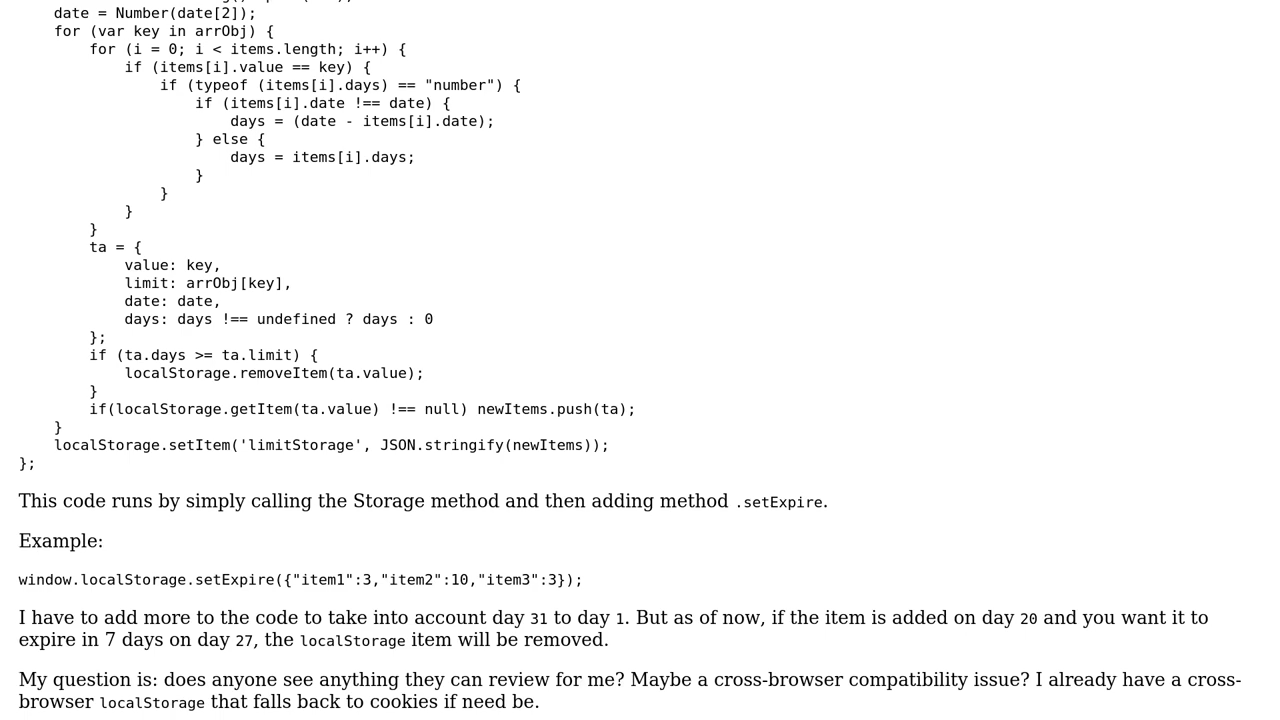 date = Number(date[2]);
for (var key in arrObj) {
for (i = 0; i < items.length; i++) {
if (items[i].value == key) {
if (typeof (items[i].days) == "number") {
if (items[i].date !== date) {
days = (date - items[i].date);
} else {
days = items[i].days;
}
}
}
}
ta = {
value: key,
limit: arrObj[key],
date: date,
days: days !== undefined ? days : 0
};
if (ta.days >= ta.limit) {
localStorage.removeItem(ta.value);
}
if(localStorage.getItem(ta.value) !== null) newItems.push(ta);
}
localStorage.setItem('limitStorage', JSON.stringify(newItems));
};
This code runs by simply calling the Storage method and then adding method .setExpire.
Example:
window.localStorage.setExpire({"item1":3,"item2":10,"item3":3});
I have to add more to the code to take into account day 31 to day 1. But as of now, if the item is added on day 20 and you want it to
expire in 7 days on day 27, the localStorage item will be removed.
My question is: does anyone see anything they can review for me? Maybe a cross-browser compatibility issue? I already have a cross-
browser localStorage that falls back to cookies if need be.